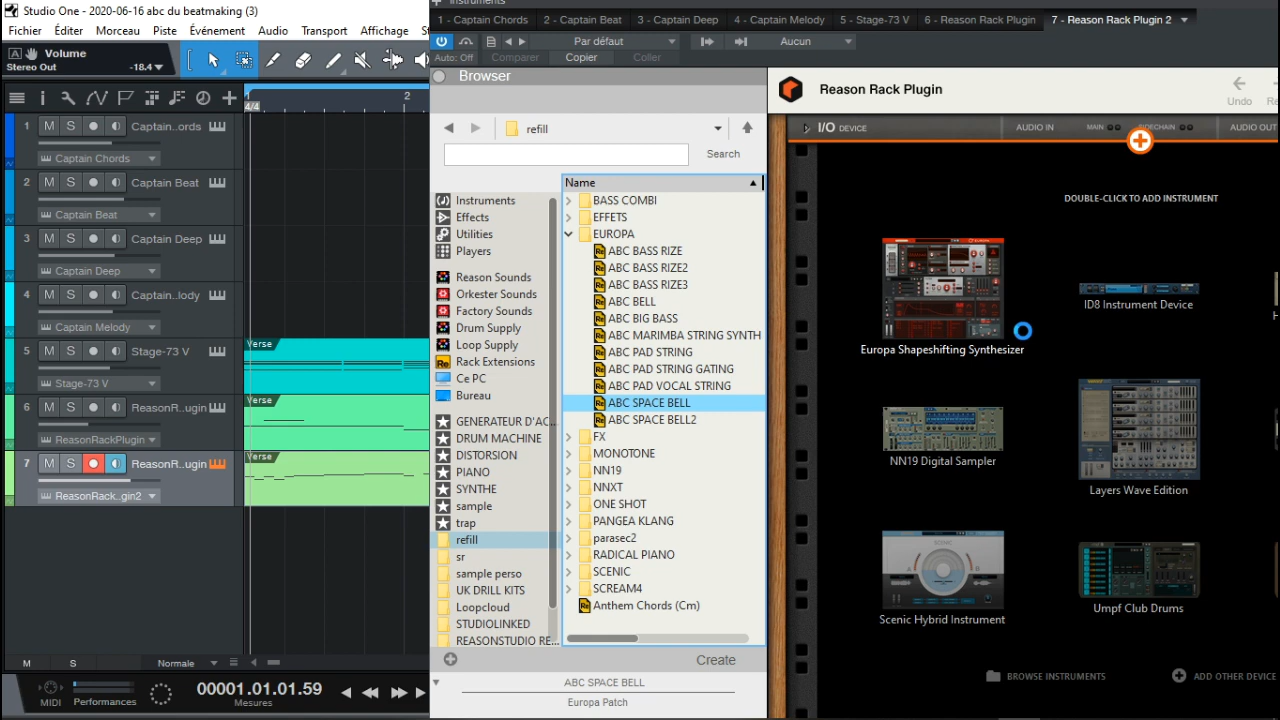 Studio One - 2020-06-16 abc du beatmaking (3)
Fichier Éditer Morceau Piste Événement Audio Transport Affichage
Volume
Stereo Out -18.4
4/4 2
1 M S Captain..ords
Captain Chords
2 M S Captain Beat
Captain Beat
3 M S Captain Deep
Captain Deep
4 M S Captain...lody
Captain Melody
5 M S Stage-73 V
Stage-73 V
Verse
6 M S ReasonR..ugin
ReasonRackPlugin
Verse
7 M S ReasonR..ugin
ReasonRack..gin2
Verse
M S Normale
MIDI Performances 00001.01.01.59
Mesures
Instruments
1 - Captain Chords 2 - Captain Beat 3 - Captain Deep 4 - Captain Melody 5 - Stage-73 V 6 - Reason Rack Plugin 7 - Reason Rack Plugin 2
Par défaut Aucun
Auto: Off Comparer Copier Coller
Browser
refill
Search
Instruments
Effects
Utilities
Players
Reason Sounds
Orkester Sounds
Factory Sounds
Drum Supply
Loop Supply
Rack Extensions
Ce PC
Bureau
GENERATEUR D'AC...
DRUM MACHINE
DISTORSION
PIANO
SYNTHE
sample
trap
refill
sr
sample perso
UK DRILL KITS
Loopcloud
STUDIOLINKED
REASONSTUDIO RE...
Name
BASS COMBI
EFFETS
EUROPA
ABC BASS RIZE
ABC BASS RIZE2
ABC BASS RIZE3
ABC BELL
ABC BIG BASS
ABC MARIMBA STRING SYNTH
ABC PAD STRING
ABC PAD STRING GATING
ABC PAD VOCAL STRING
ABC SPACE BELL
ABC SPACE BELL2
FX
MONOTONE
NN19
NNXT
ONE SHOT
PANGEA KLANG
parasec2
RADICAL PIANO
SCENIC
SCREAM4
Anthem Chords (Cm)
Create
ABC SPACE BELL
Europa Patch
Reason Rack Plugin
Undo
I/O DEVICE AUDIO IN MAIN SIDECHAIN AUDIO OUT
DOUBLE-CLICK TO ADD INSTRUMENT
Europa Shapeshifting Synthesizer
ID8 Instrument Device
NN19 Digital Sampler
Layers Wave Edition
Scenic Hybrid Instrument
Umpf Club Drums
BROWSE INSTRUMENTS ADD OTHER DEVICE